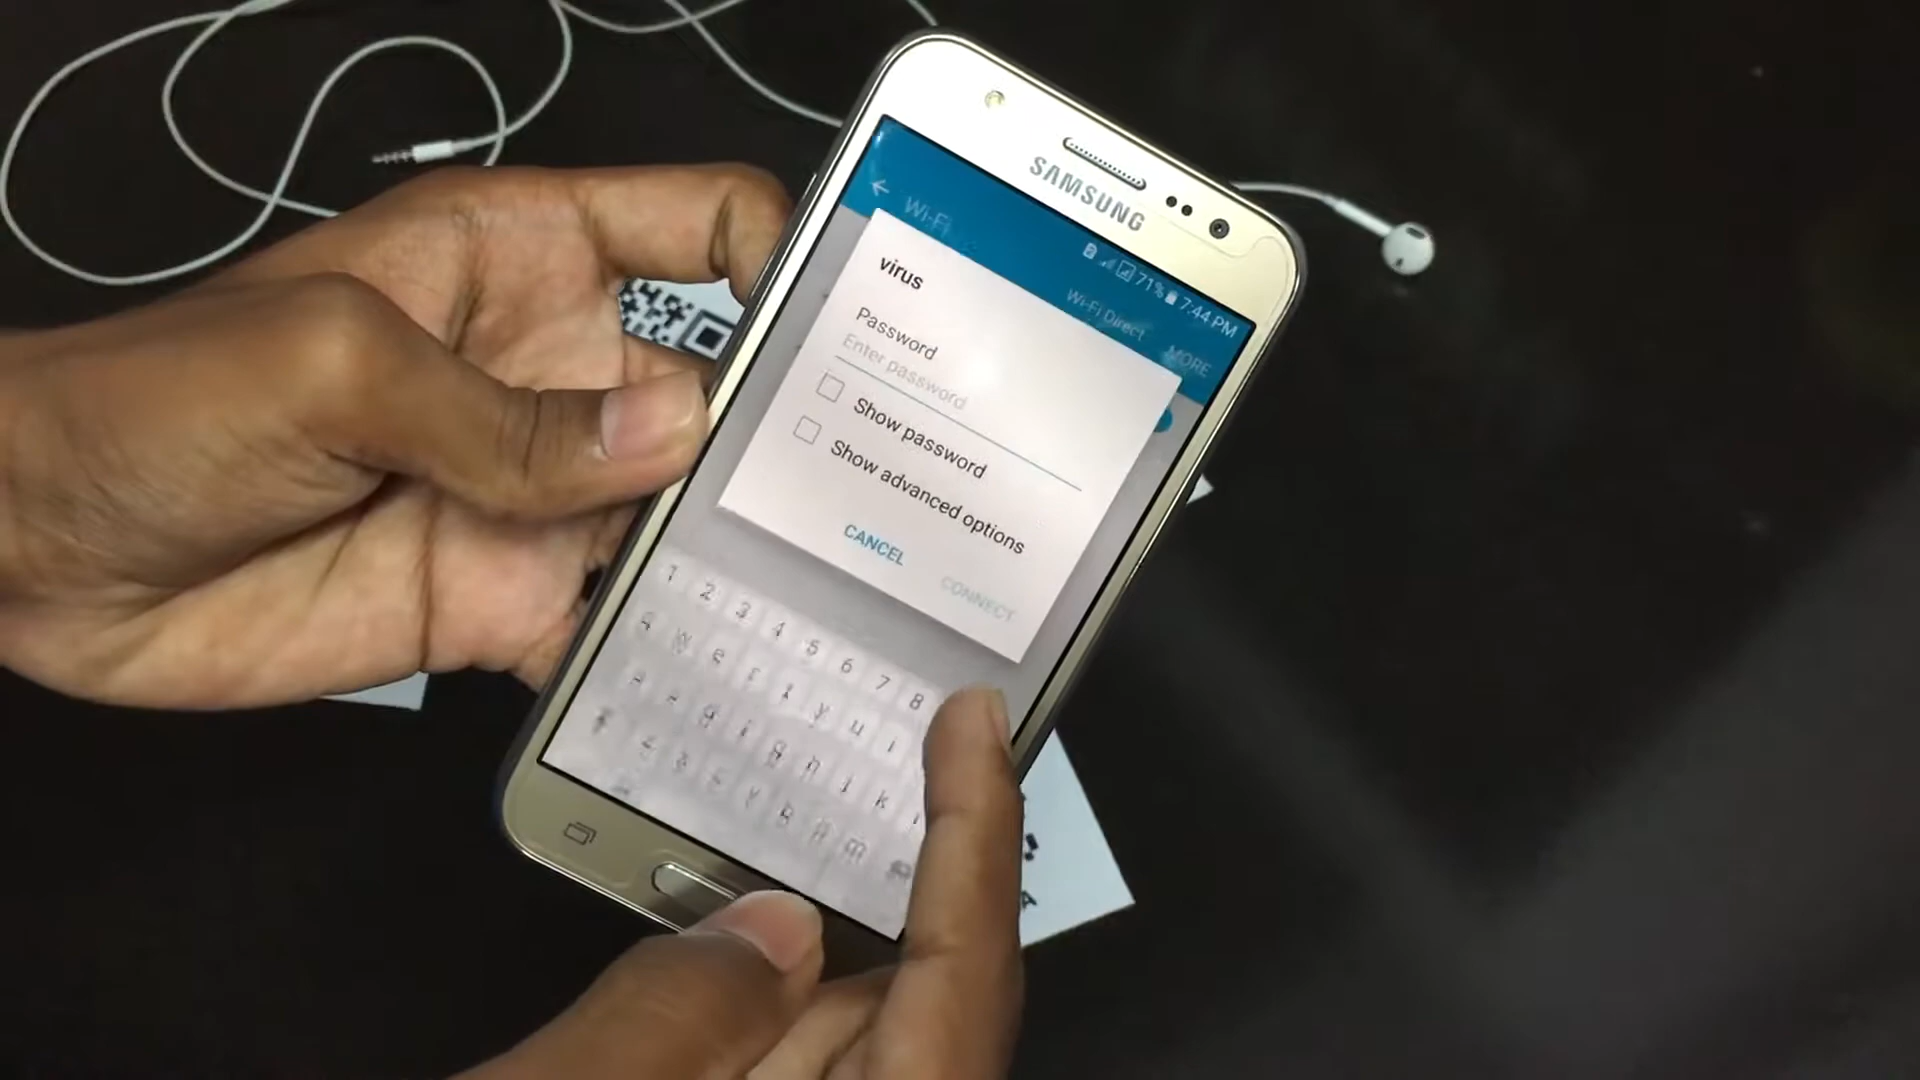 SAMSUNG
71% 7:44 PM
Wi-Fi
Wi-Fi Direct
MORE
virus
Password
Enter password
Show password
Show advanced options
CANCEL
CONNECT
1 2 3 4 5 6 7 8
w e r t y u i